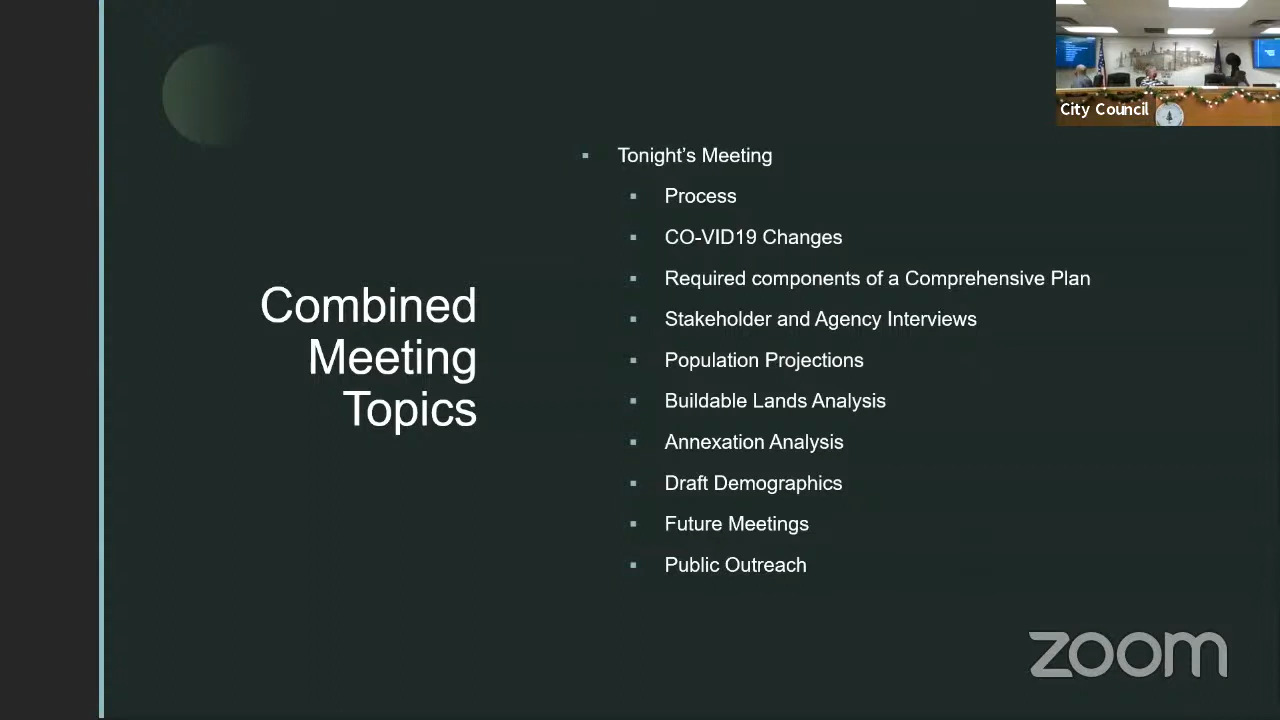 City Council
Combined
Meeting
Topics
Tonight's Meeting
Process
CO-VID19 Changes
Required components of a Comprehensive Plan
Stakeholder and Agency Interviews
Population Projections
Buildable Lands Analysis
Annexation Analysis
Draft Demographics
Future Meetings
Public Outreach
zoom